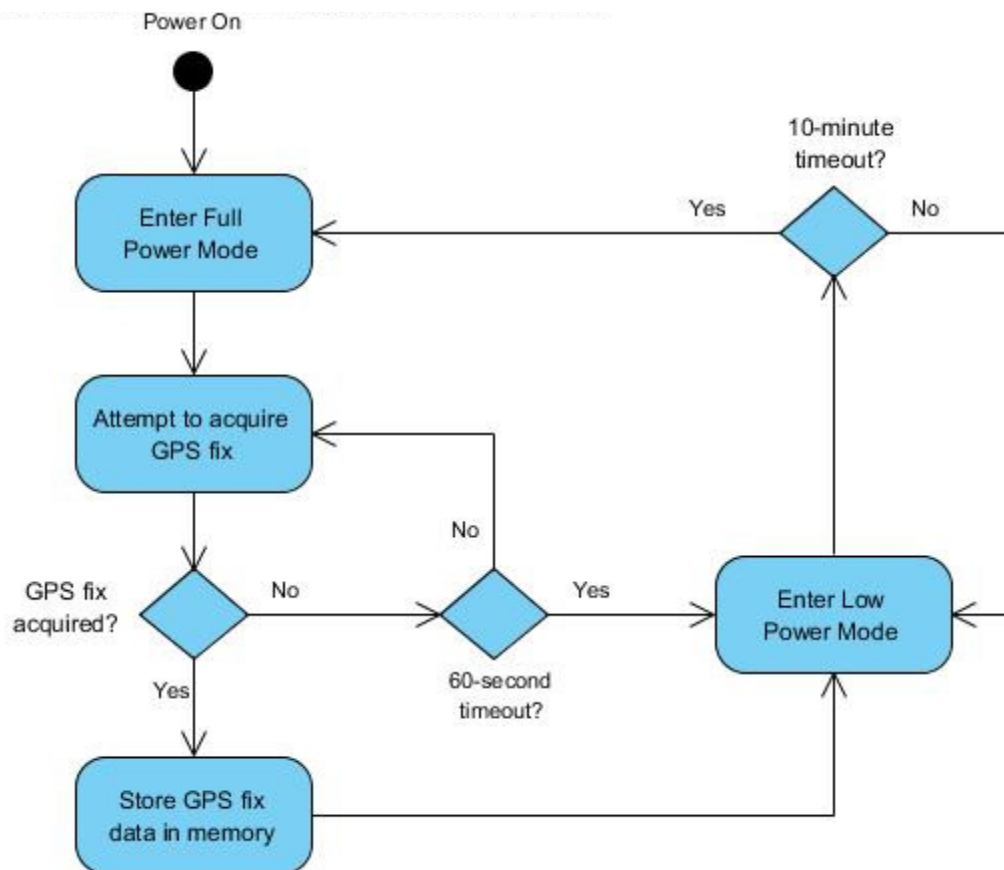 Power On
10-minute
timeout?
Enter Full
Power Mode
Yes
No
Attempt to acquire
GPS fix
No
GPS fix
acquired?
No
Yes
Enter Low
Power Mode
60-second
timeout?
Yes
Store GPS fix
data in memory